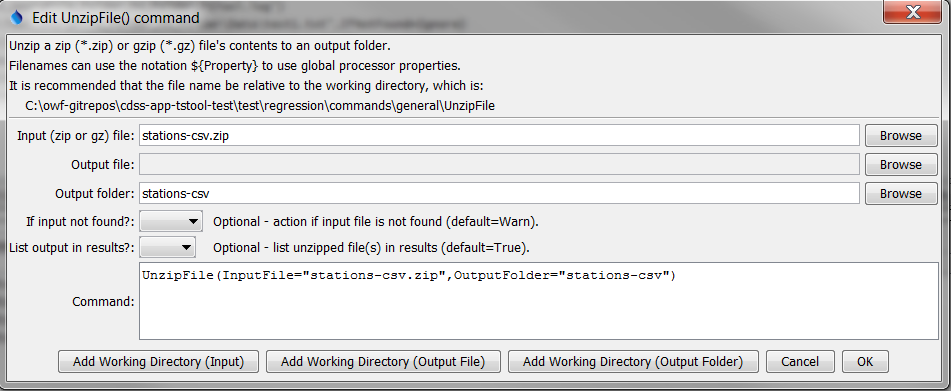 Edit UnzipFile() command
Unzip a zip (*.zip) or gzip (*.gz) file's contents to an output folder.
Filenames can use the notation ${Property} to use global processor properties.
It is recommended that the file name be relative to the working directory, which is:
C:\owf-gitrepos\cdss-app-tstool-test\test\regression\commands\general\UnzipFile
Input (zip or gz) file: stations-csv.zip Browse
Output file: Browse
Output folder: stations-csv Browse
If input not found?: Optional - action if input file is not found (default=Warn).
List output in results?: Optional - list unzipped file(s) in results (default=True).
Command: UnzipFile(InputFile="stations-csv.zip",OutputFolder="stations-csv")
Add Working Directory (Input) Add Working Directory (Output File) Add Working Directory (Output Folder) Cancel OK